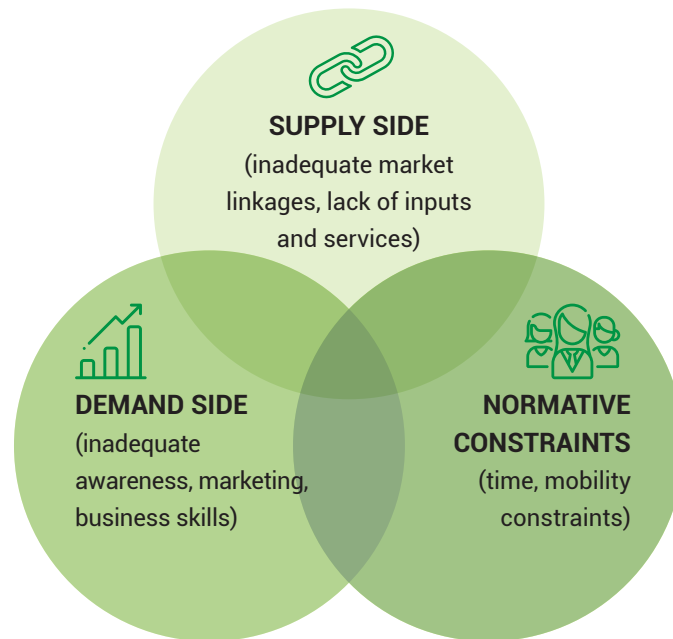 SUPPLY SIDE
(inadequate market
linkages, lack of inputs
and services)
DEMAND SIDE
(inadequate
awareness, marketing,
business skills)
NORMATIVE
CONSTRAINTS
(time, mobility
constraints)